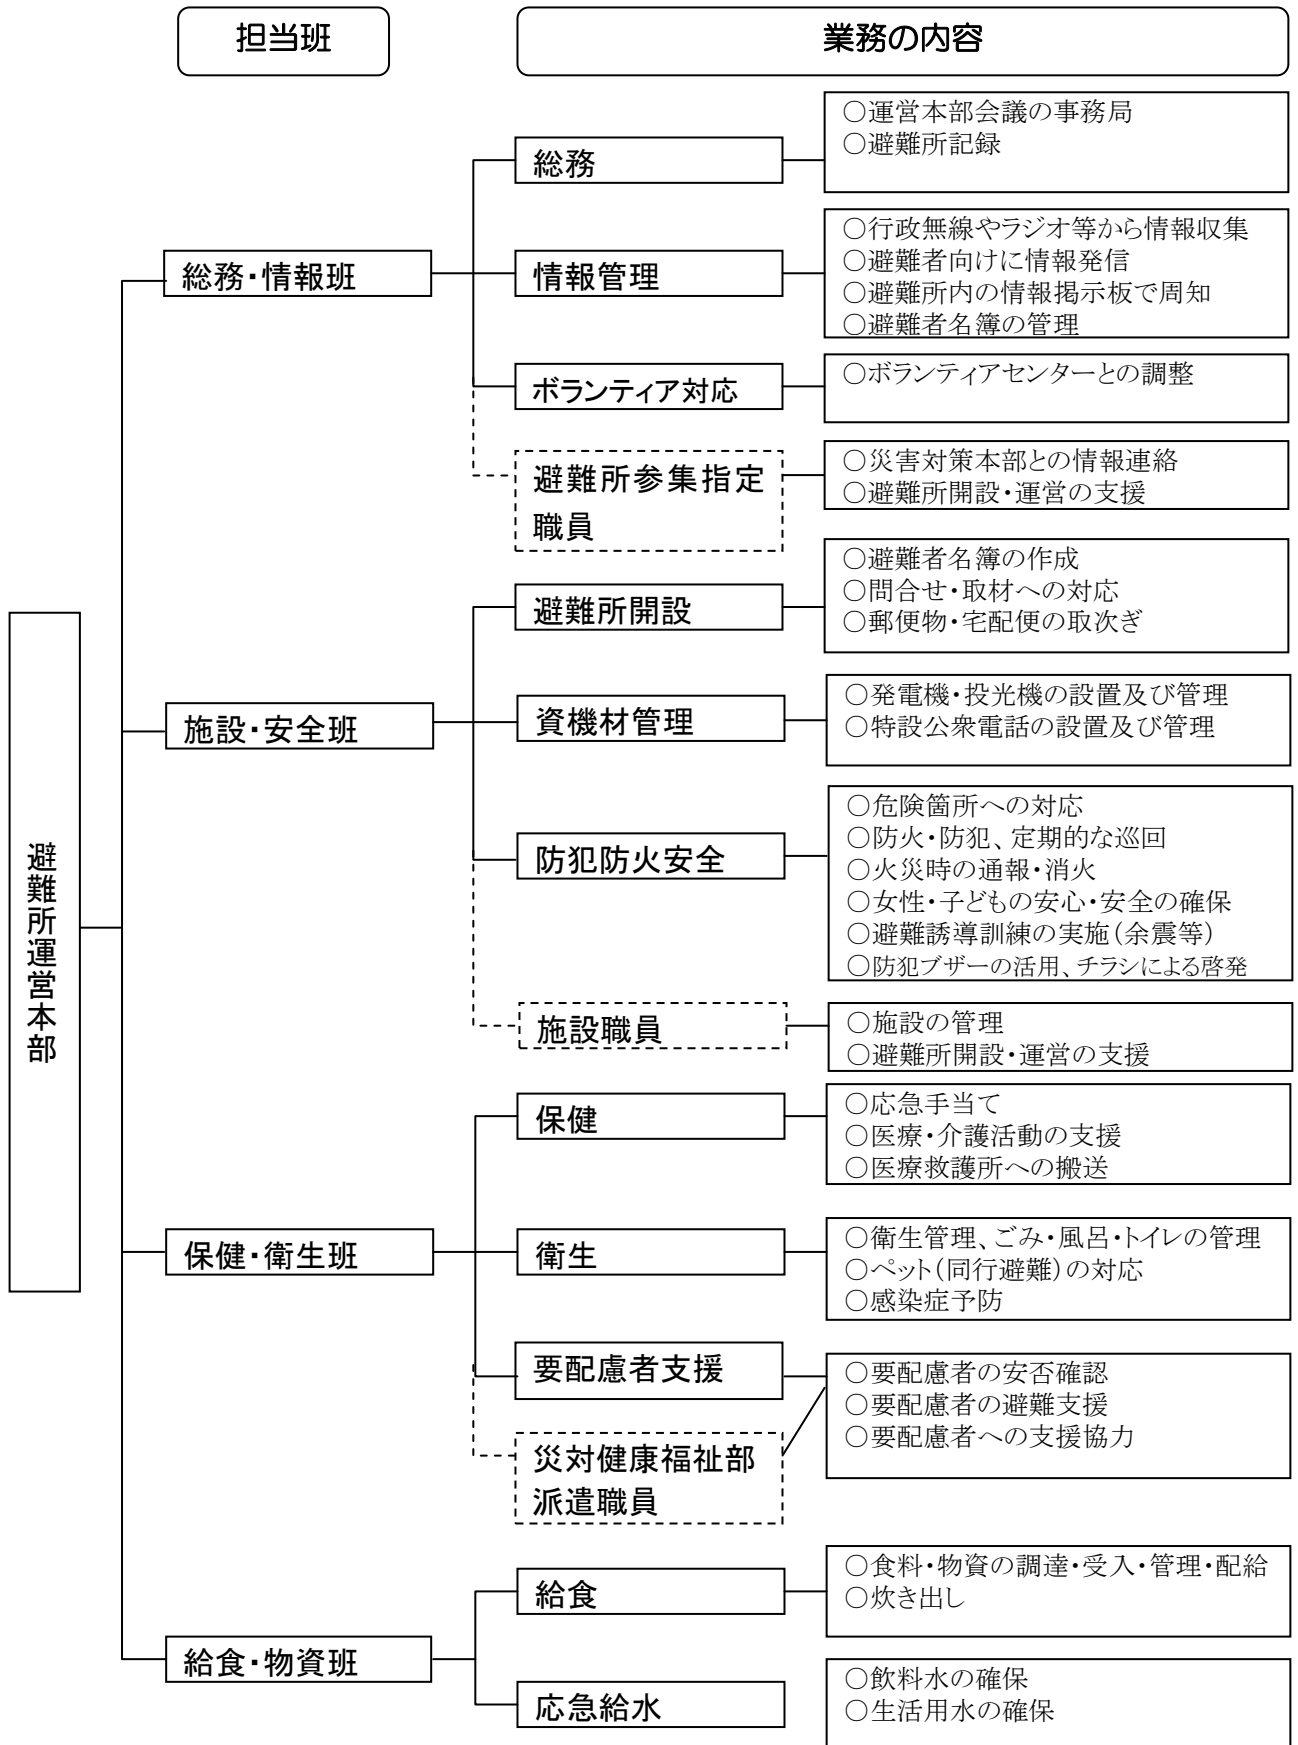 担当班
業務の内容
避難所運営本部
総務・情報班
総務
○運営本部会議の事務局
○避難所記録
情報管理
○行政無線やラジオ等から情報収集
○避難者向けに情報発信
○避難所内の情報掲示板で周知
○避難者名簿の管理
ボランティア対応
○ボランティアセンターとの調整
避難所参集指定
職員
○災害対策本部との情報連絡
○避難所開設・運営の支援
施設・安全班
避難所開設
○避難者名簿の作成
○問合せ・取材への対応
○郵便物・宅配便の取次ぎ
資機材管理
○発電機・投光機の設置及び管理
○特設公衆電話の設置及び管理
防犯防火安全
○危険箇所への対応
○防火・防犯、定期的な巡回
○火災時の通報・消火
○女性・子どもの安心・安全の確保
○避難誘導訓練の実施(余震等)
○防犯ブザーの活用、チラシによる啓発
施設職員
○施設の管理
○避難所開設・運営の支援
保健・衛生班
保健
○応急手当て
○医療・介護活動の支援
○医療救護所への搬送
衛生
○衛生管理、ごみ・風呂・トイレの管理
○ペット(同行避難)の対応
○感染症予防
要配慮者支援
○要配慮者の安否確認
○要配慮者の避難支援
○要配慮者への支援協力
災対健康福祉部
派遣職員
給食・物資班
給食
○食料・物資の調達・受入・管理・配給
○炊き出し
応急給水
○飲料水の確保
○生活用水の確保